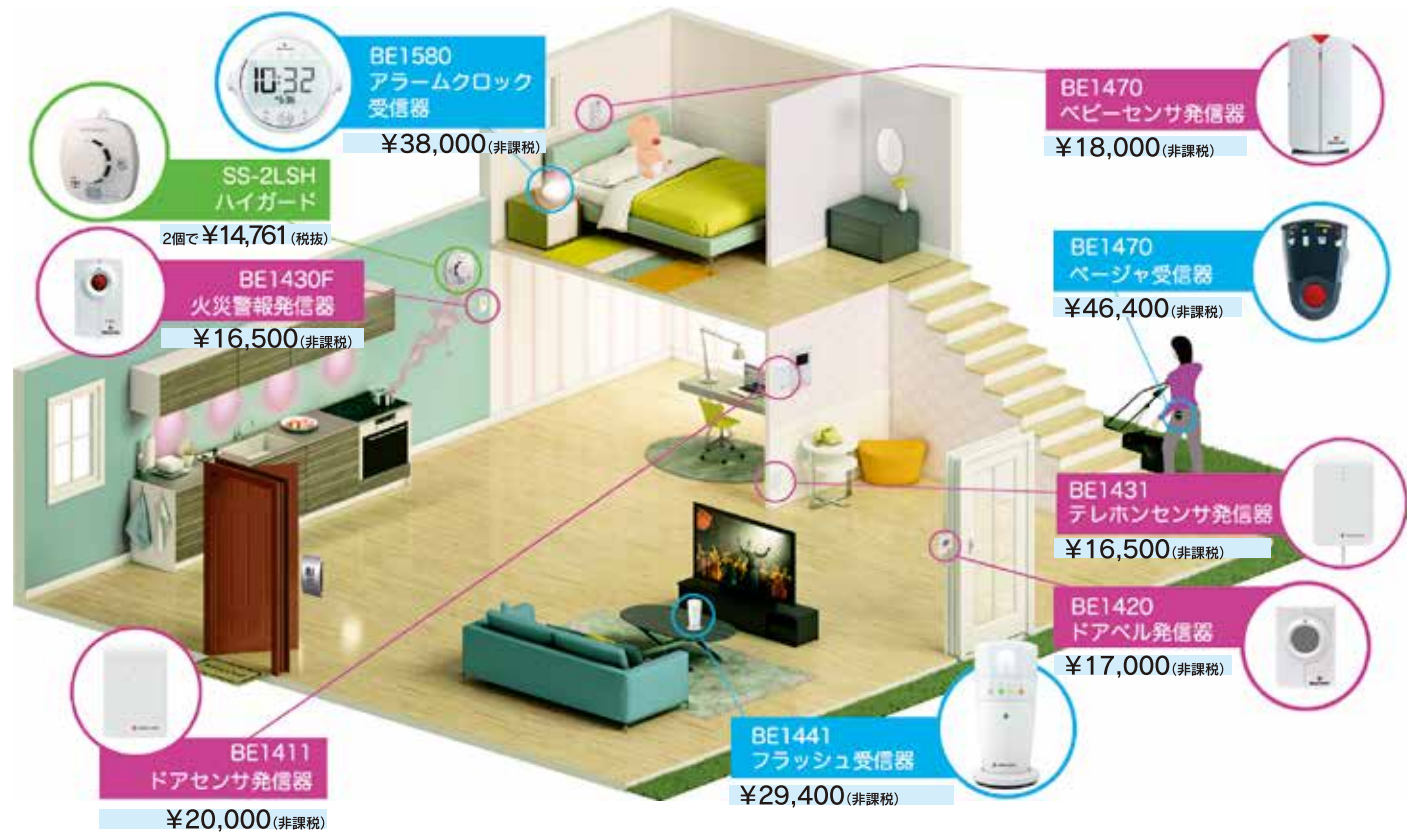 BE1580
アラームクロック
受信器
¥38,000(非課税)
10:32
SS-2LSH
ハイガード
2個で¥14,761(税抜)
BE1430F
火災警報発信器
¥16,500(非課税)
BE1470
ベビーセンサ発信器
¥18,000(非課税)
BE1470
ページャ受信器
¥46,400(非課税)
BE1431
テレホンセンサ発信器
¥16,500(非課税)
BE1420
ドアベル発信器
¥17,000(非課税)
BE1441
フラッシュ受信器
¥29,400(非課税)
BE1411
ドアセンサ発信器
¥20,000(非課税)